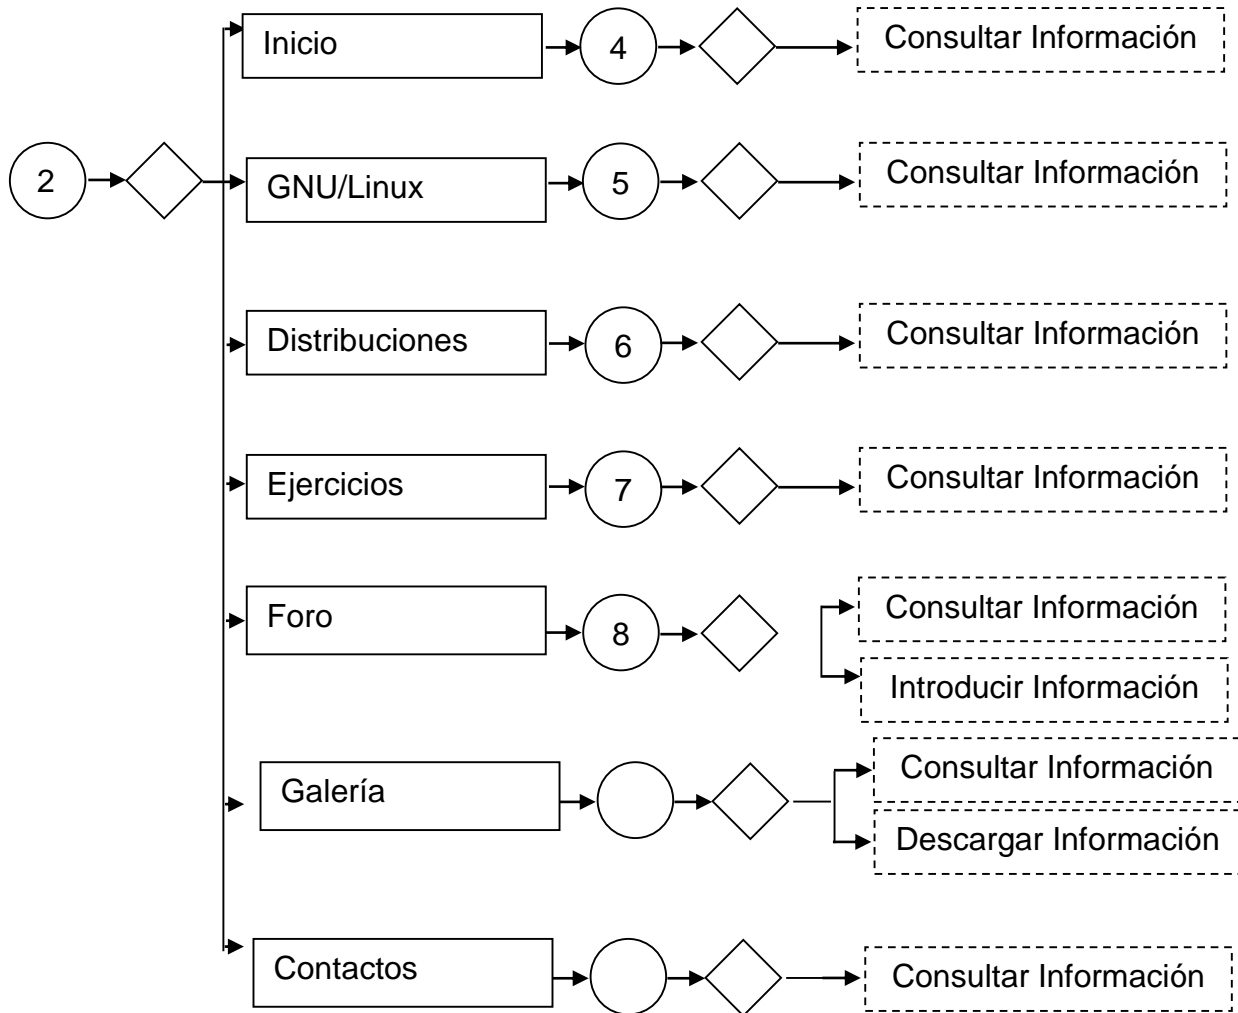 Inicio
4
Consultar Información
2
GNU/Linux
5
Consultar Información
Distribuciones
6
Consultar Información
Ejercicios
7
Consultar Información
Foro
8
Consultar Información
Introducir Información
Galería
Consultar Información
Descargar Información
Contactos
Consultar Información